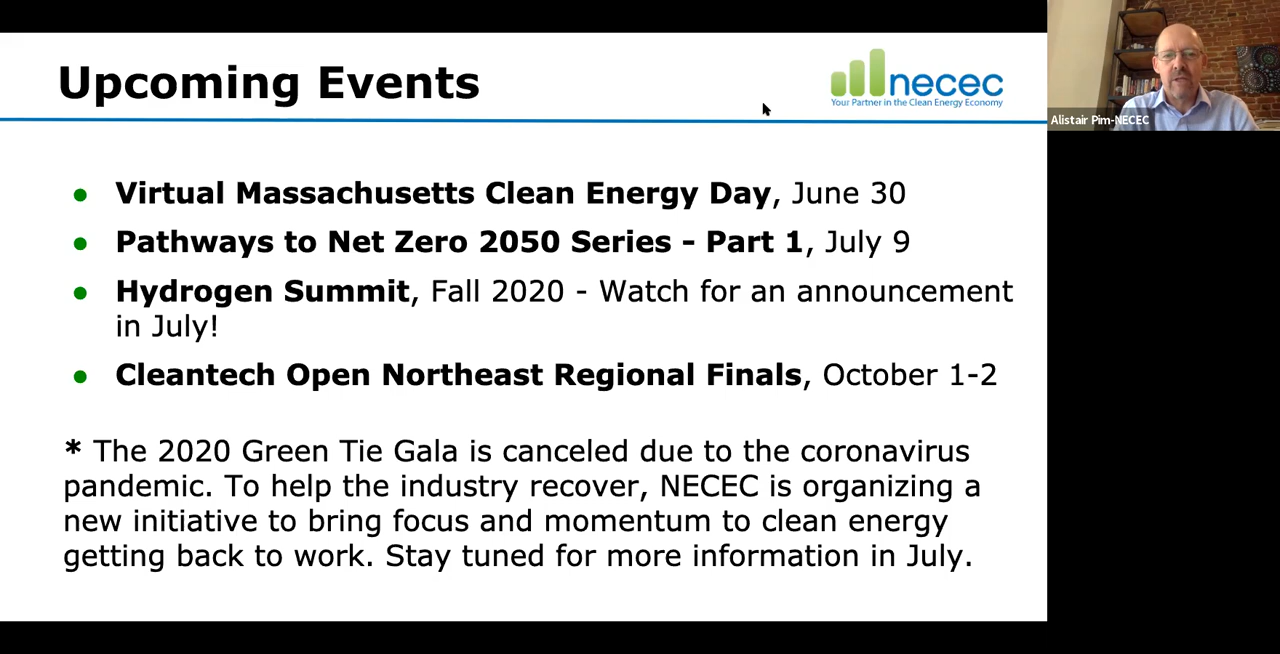 Upcoming Events
necec
Your Partner in the Clean Energy Economy
Alistair Pim-NECEC
● Virtual Massachusetts Clean Energy Day, June 30
● Pathways to Net Zero 2050 Series - Part 1, July 9
● Hydrogen Summit, Fall 2020 - Watch for an announcement
in July!
● Cleantech Open Northeast Regional Finals, October 1-2
* The 2020 Green Tie Gala is canceled due to the coronavirus
pandemic. To help the industry recover, NECEC is organizing a
new initiative to bring focus and momentum to clean energy
getting back to work. Stay tuned for more information in July.